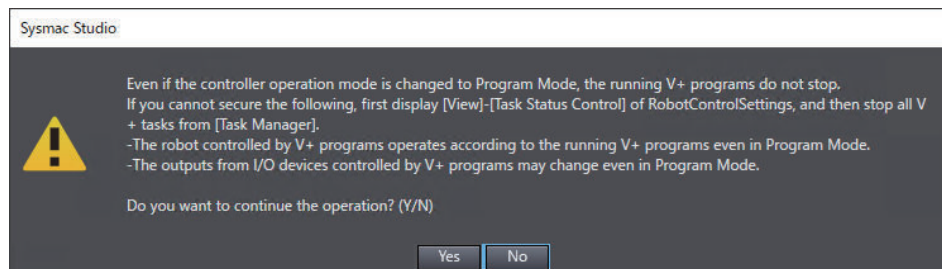 Sysmac Studio
Even if the controller operation mode is changed to Program Mode, the running V+ programs do not stop.
If you cannot secure the following, first display [View]-[Task Status Control] of RobotControlSettings, and then stop all V
+ tasks from [Task Manager].
-The robot controlled by V+ programs operates according to the running V+ programs even in Program Mode.
-The outputs from I/O devices controlled by V+ programs may change even in Program Mode.
Do you want to continue the operation? (Y/N)
Yes No